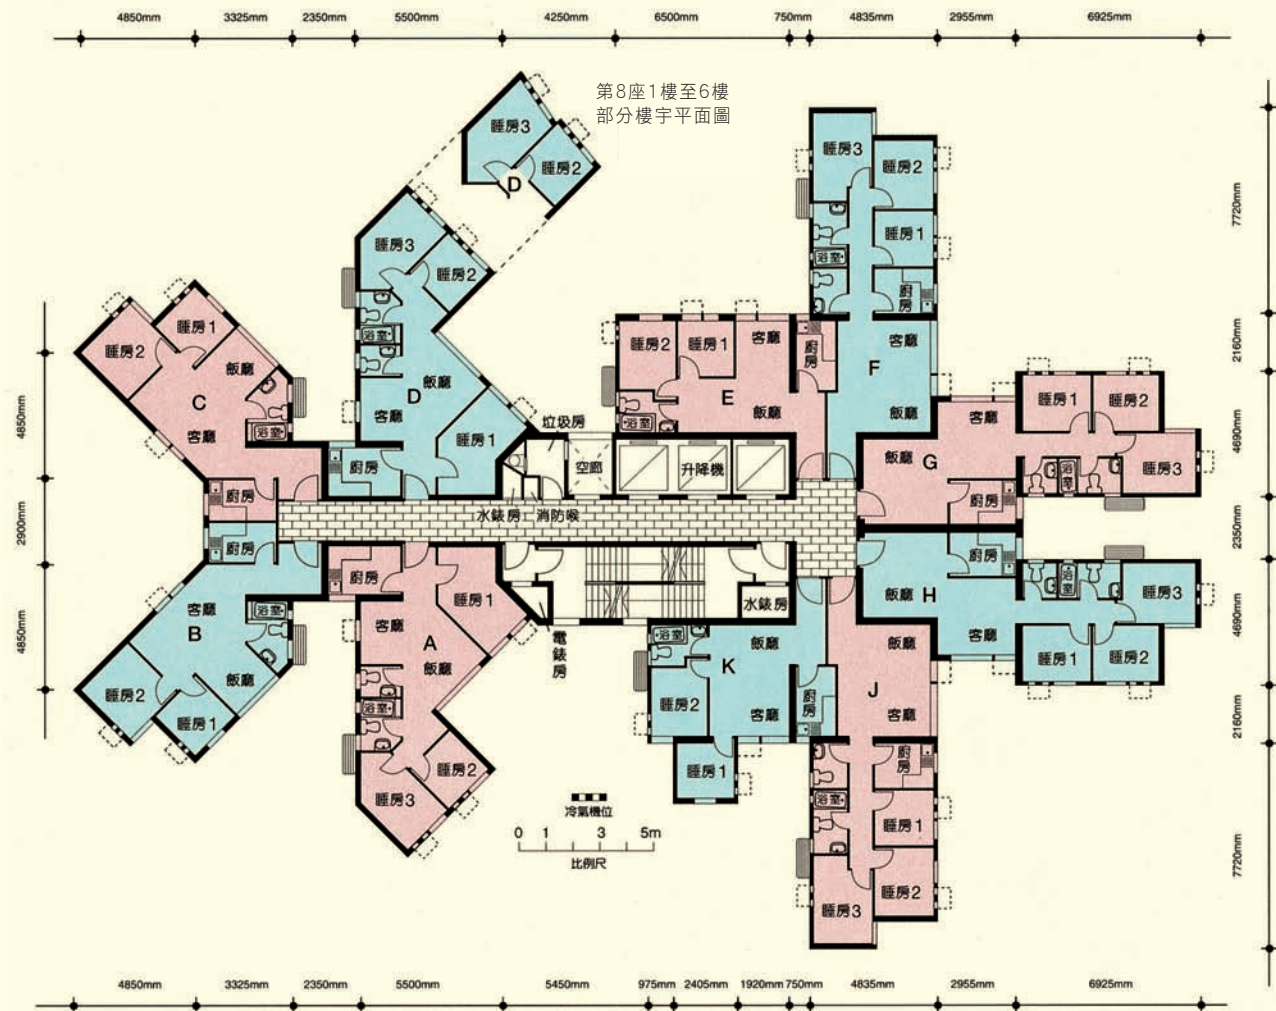 4850mm 3325mm 2350mm 5500mm 4250mm 6500mm 750mm 4835mm 2955mm 6925mm
第8座1樓至6樓
部分樓宇平面圖
睡房3
睡房2
D
睡房3
睡房2
浴室
飯廳
D
客廳
睡房1
廚房
睡房1
睡房2
飯廳
C
客廳
浴室
廚房
垃圾房
空廊
升降機
水錶房
消防喉
睡房2
睡房1
客廳
廚房
浴室
E
飯廳
睡房3
睡房2
睡房1
浴室
廚房
客廳
F
飯廳
客廳
睡房1
睡房2
飯廳
G
浴室
睡房3
廚房
7720mm
2160mm
4690mm
2350mm
4690mm
2160mm
7720mm
4850mm
2900mm
4850mm
廚房
客廳
浴室
B
飯廳
睡房2
睡房1
廚房
睡房1
客廳
A
飯廳
浴室
睡房2
睡房3
電錶房
水錶房
浴室
飯廳
K
睡房2
客廳
廚房
睡房1
飯廳
J
客廳
廚房
浴室
睡房1
睡房2
睡房3
廚房
飯廳
H
浴室
睡房3
客廳
睡房1
睡房2
冷氣機位
0 1 3 5m
比例尺
4850mm 3325mm 2350mm 5500mm 5450mm 975mm 2405mm 1920mm 750mm 4835mm 2955mm 6925mm